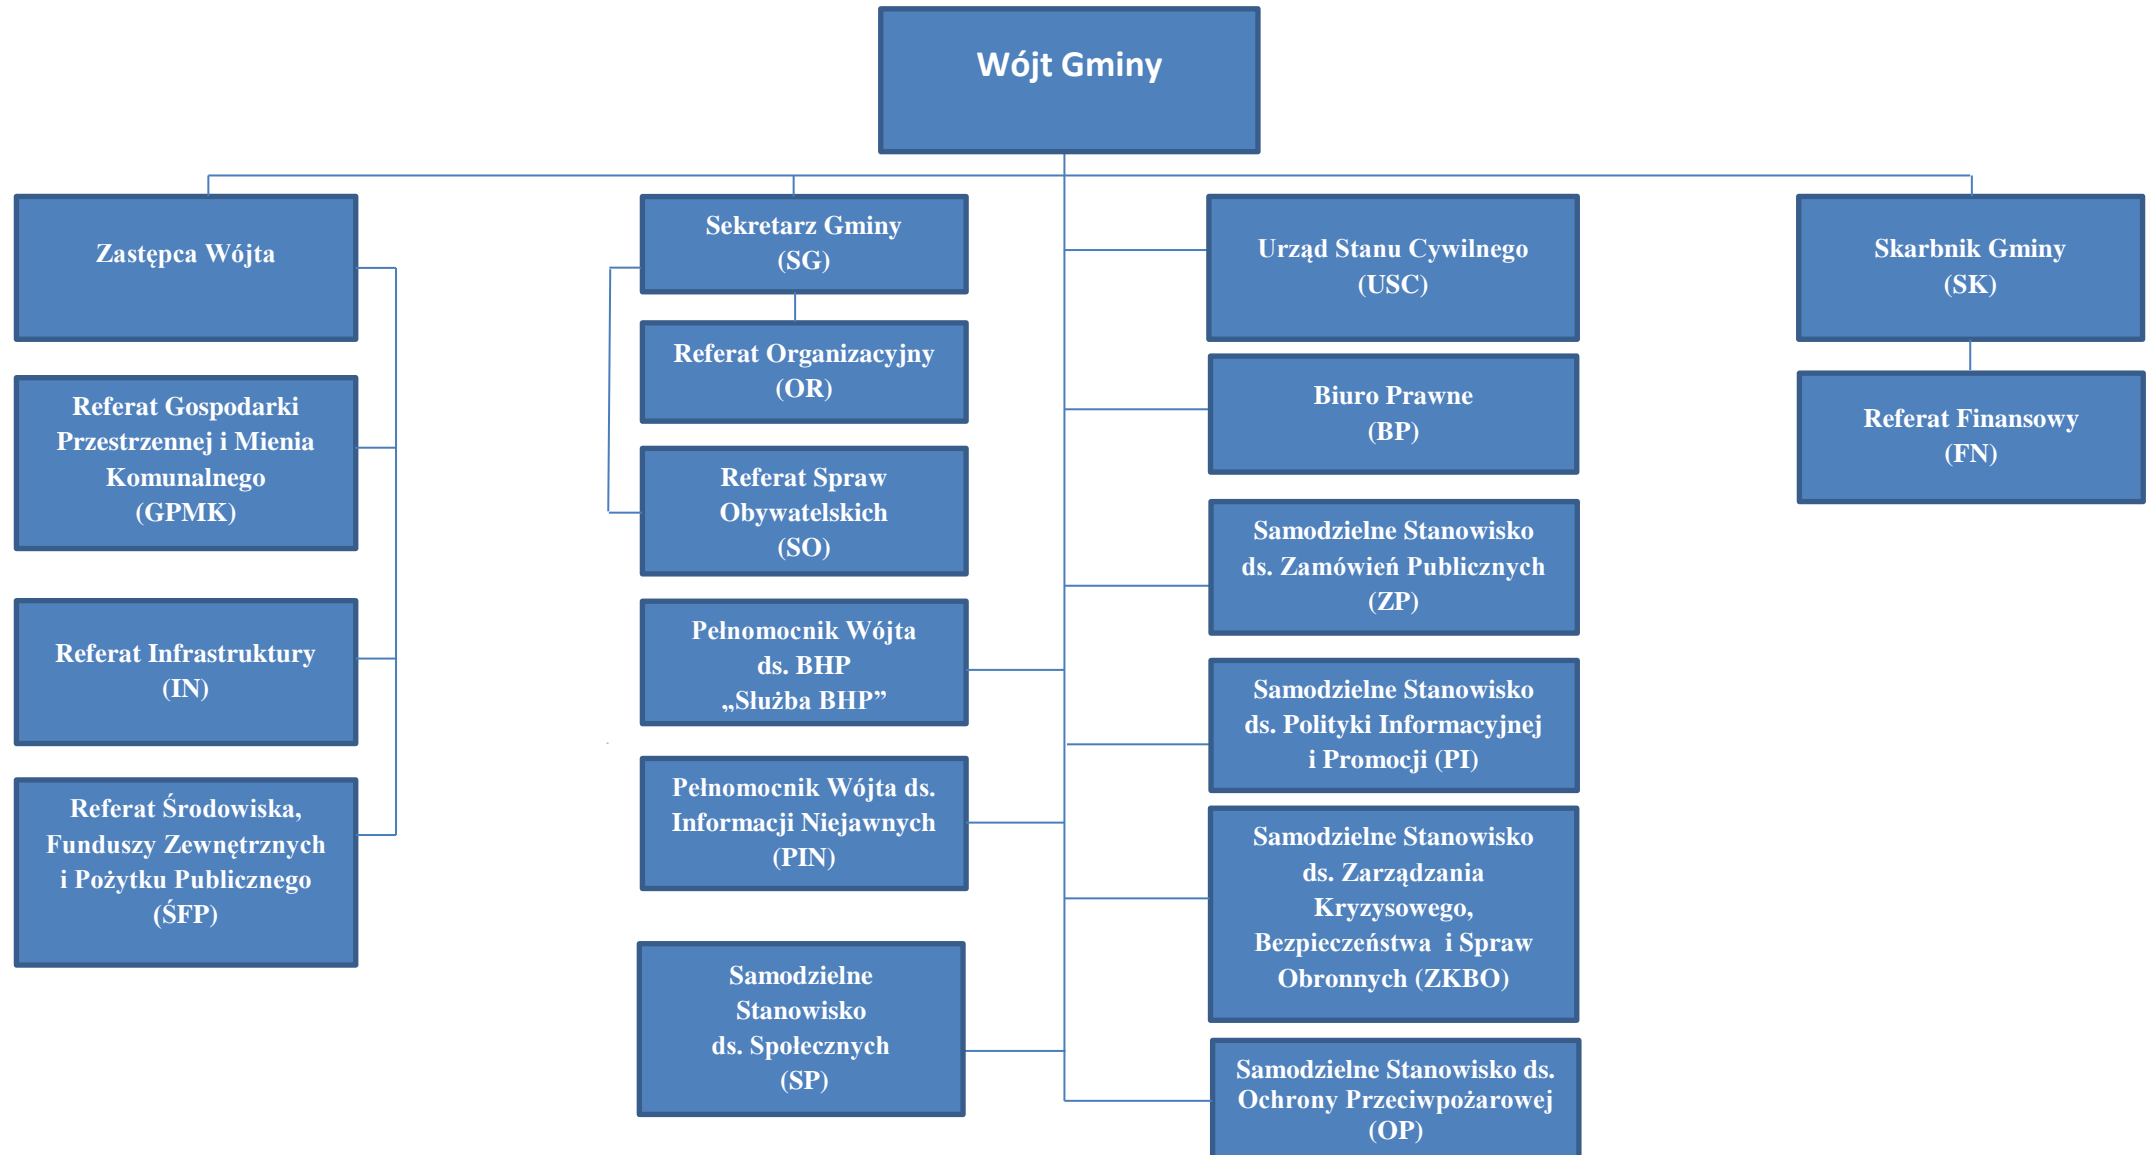 Wójt Gminy
Zastępca Wójta
Referat Gospodarki
Przestrzennej i Mienia
Komunalnego
(GPMK)
Referat Infrastruktury
(IN)
Referat Środowiska,
Funduszy Zewnętrznych
i Pożytku Publicznego
(ŚFP)
Sekretarz Gminy
(SG)
Referat Organizacyjny
(OR)
Referat Spraw
Obywatelskich
(SO)
Pełnomocnik Wójta
ds. BHP
„Służba BHP”
Pełnomocnik Wójta ds.
Informacji Niejawnych
(PIN)
Samodzielne
Stanowisko
ds. Społecznych
(SP)
Urząd Stanu Cywilnego
(USC)
Biuro Prawne
(BP)
Samodzielne Stanowisko
ds. Zamówień Publicznych
(ZP)
Samodzielne Stanowisko
ds. Polityki Informacyjnej
i Promocji (PI)
Samodzielne Stanowisko
ds. Zarządzania
Kryzysowego,
Bezpieczeństwa i Spraw
Obronnych (ZKBO)
Samodzielne Stanowisko ds.
Ochrony Przeciwpożarowej
(OP)
Skarbnik Gminy
(SK)
Referat Finansowy
(FN)